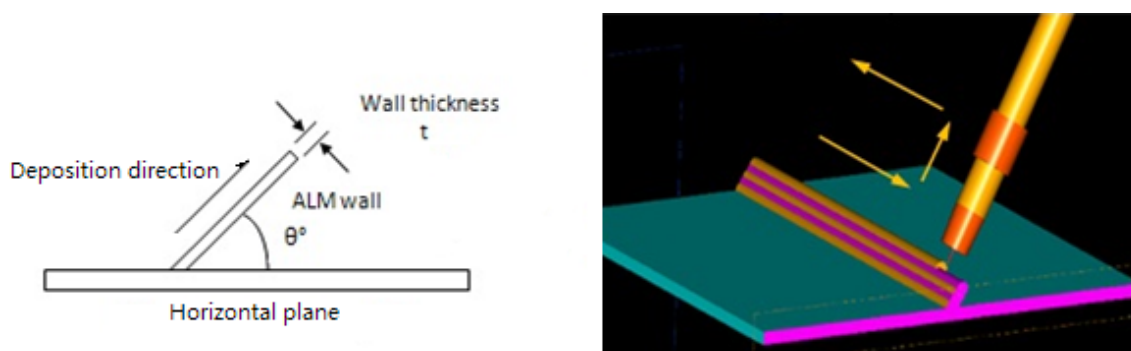 Wall thickness
t
Deposition direction
ALM wall
θ°
Horizontal plane